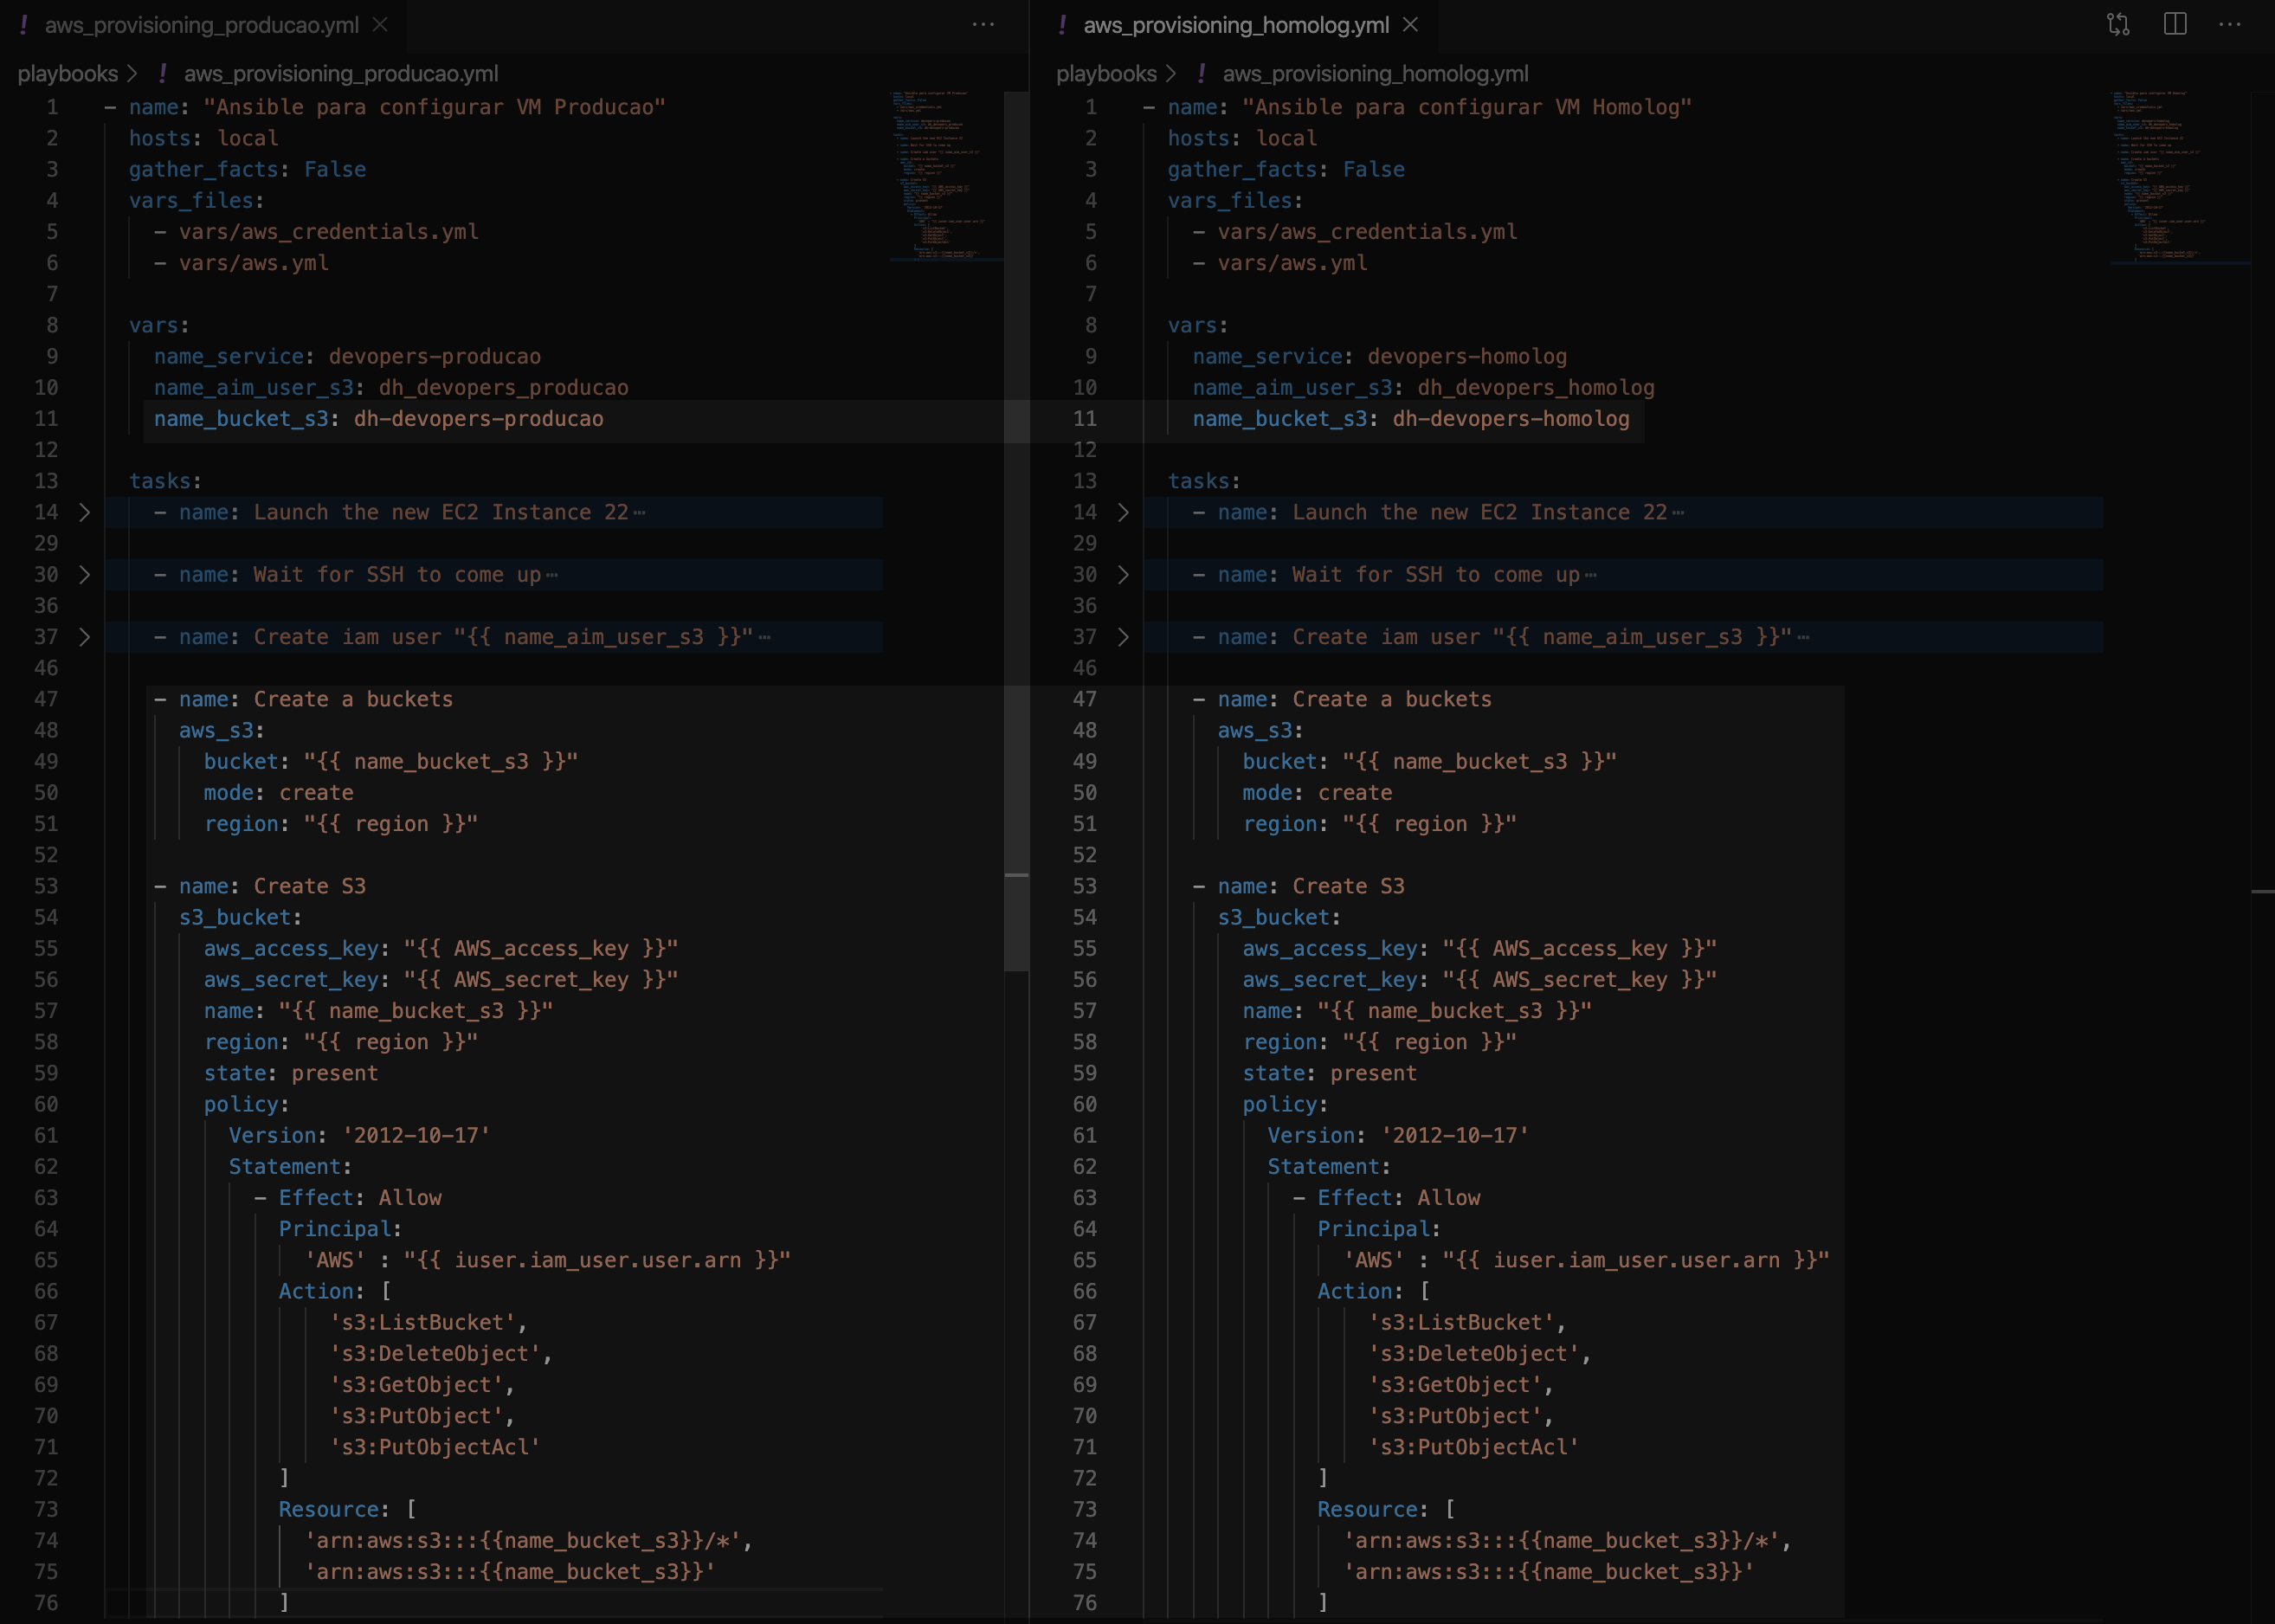 aws_provisioning_producao.yml
playbooks > ! aws_provisioning_producao.yml
1 - name: "Ansible para configurar VM Producao"
2 hosts: local
3 gather_facts: False
4 vars_files:
5 - vars/aws_credentials.yml
6 - vars/aws.yml
7
8 vars:
9 name_service: devopers-producao
10 name_aim_user_s3: dh_devopers_producao
11 name_bucket_s3: dh-devopers-producao
12
13 tasks:
14 - name: Launch the new EC2 Instance 22…
29
30 - name: Wait for SSH to come up…
36
37 - name: Create iam user "{{ name_aim_user_s3 }}"…
46
47 - name: Create a buckets
48 aws_s3:
49 bucket: "{{ name_bucket_s3 }}"
50 mode: create
51 region: "{{ region }}"
52
53 - name: Create S3
54 s3_bucket:
55 aws_access_key: "{{ AWS_access_key }}"
56 aws_secret_key: "{{ AWS_secret_key }}"
57 name: "{{ name_bucket_s3 }}"
58 region: "{{ region }}"
59 state: present
60 policy:
61 Version: '2012-10-17'
62 Statement:
63 - Effect: Allow
64 Principal:
65 'AWS' : "{{ iuser.iam_user.user.arn }}"
66 Action: [
67 's3:ListBucket',
68 's3:DeleteObject',
69 's3:GetObject',
70 's3:PutObject',
71 's3:PutObjectAcl'
72 ]
73 Resource: [
74 'arn:aws:s3:::{{name_bucket_s3}}/*',
75 'arn:aws:s3:::{{name_bucket_s3}}'
76 ]
aws_provisioning_homolog.yml
playbooks > ! aws_provisioning_homolog.yml
1 - name: "Ansible para configurar VM Homolog"
2 hosts: local
3 gather_facts: False
4 vars_files:
5 - vars/aws_credentials.yml
6 - vars/aws.yml
7
8 vars:
9 name_service: devopers-homolog
10 name_aim_user_s3: dh_devopers_homolog
11 name_bucket_s3: dh-devopers-homolog
12
13 tasks:
14 - name: Launch the new EC2 Instance 22…
29
30 - name: Wait for SSH to come up…
36
37 - name: Create iam user "{{ name_aim_user_s3 }}"…
46
47 - name: Create a buckets
48 aws_s3:
49 bucket: "{{ name_bucket_s3 }}"
50 mode: create
51 region: "{{ region }}"
52
53 - name: Create S3
54 s3_bucket:
55 aws_access_key: "{{ AWS_access_key }}"
56 aws_secret_key: "{{ AWS_secret_key }}"
57 name: "{{ name_bucket_s3 }}"
58 region: "{{ region }}"
59 state: present
60 policy:
61 Version: '2012-10-17'
62 Statement:
63 - Effect: Allow
64 Principal:
65 'AWS' : "{{ iuser.iam_user.user.arn }}"
66 Action: [
67 's3:ListBucket',
68 's3:DeleteObject',
69 's3:GetObject',
70 's3:PutObject',
71 's3:PutObjectAcl'
72 ]
73 Resource: [
74 'arn:aws:s3:::{{name_bucket_s3}}/*',
75 'arn:aws:s3:::{{name_bucket_s3}}'
76 ]